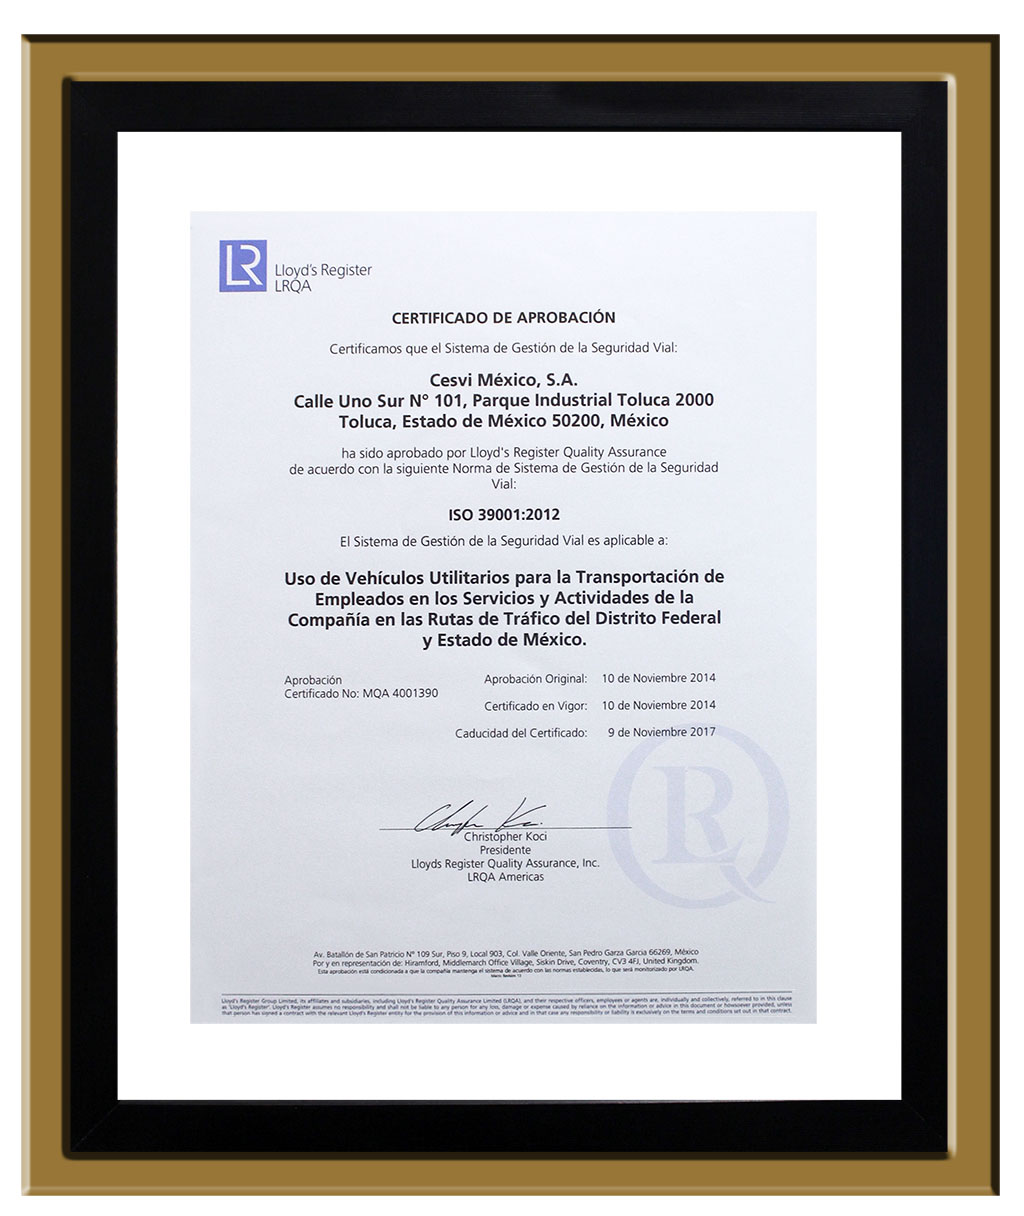 LR
Lloyd's Register
LRQA
CERTIFICADO DE APROBACIÓN
Certificamos que el Sistema de Gestión de la Seguridad Vial:
Cesvi México, S.A.
Calle Uno Sur N° 101, Parque Industrial Toluca 2000
Toluca, Estado de México 50200, México
ha sido aprobado por Lloyd's Register Quality Assurance
de acuerdo con la siguiente Norma de Sistema de Gestión de la Seguridad
Vial:
ISO 39001:2012
El Sistema de Gestión de la Seguridad Vial es aplicable a:
Uso de Vehículos Utilitarios para la Transportación de
Empleados en los Servicios y Actividades de la
Compañía en las Rutas de Tráfico del Distrito Federal
y Estado de México.
Aprobación
Certificado No: MQA 4001390
Aprobación Original: 10 de Noviembre 2014
Certificado en Vigor: 10 de Noviembre 2014
Caducidad del Certificado: 9 de Noviembre 2017
LR
Christopher Koci
Presidente
Lloyds Register Quality Assurance, Inc.
LRQA Americas
Av. Batallón de San Patricio N° 109 Sur, Piso 9, Local 903, Col. Valle Oriente, San Pedro Garza Garcia 66269, México
Por y en representación de: Hiramford, Middlemarch Office Village, Siskin Drive, Coventry, CV3 4FJ, United Kingdom.
Esta aprobación está condicionada a que la compañía mantenga el sistema de acuerdo con las normas establecidas, lo que será monitorizado por LRQA.
Macro Revision 13
Lloyd's Register Group Limited, its affiliates and subsidiaries, including Lloyd's Register Quality Assurance Limited (LRQA), and their respective officers, employees or agents are, individually and collectively, referred to in this clause
as 'Lloyd's Register'. Lloyd's Register assumes no responsibility and shall not be liable to any person for any loss, damage or expense caused by reliance on the information or advice in this document or howsoever provided, unless
that person has signed a contract with the relevant Lloyd's Register entity for the provision of this information or advice and in that case any responsibility or liability is exclusively on the terms and conditions set out in that contract.